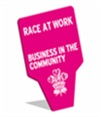 RACE AT WORK
BUSINESS IN THE
COMMUNITY